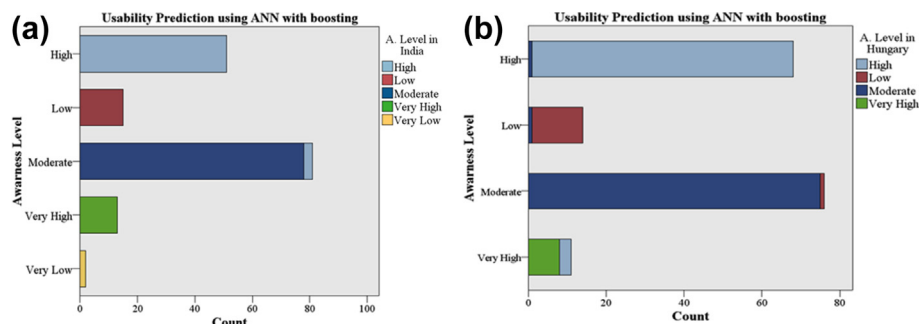 (a)
Usability Prediction using ANN with boosting
A. Level in
India
High
Low
Moderate
Very High
Very Low
Awarness Level
High
Low
Moderate
Very High
Very Low
0 20 40 60 80 100
Count
(b)
Usability Prediction using ANN with boosting
A. Level in
Hungary
High
Low
Moderate
Very High
Awarness Level
High
Low
Moderate
Very High
0 20 40 60 80
Count